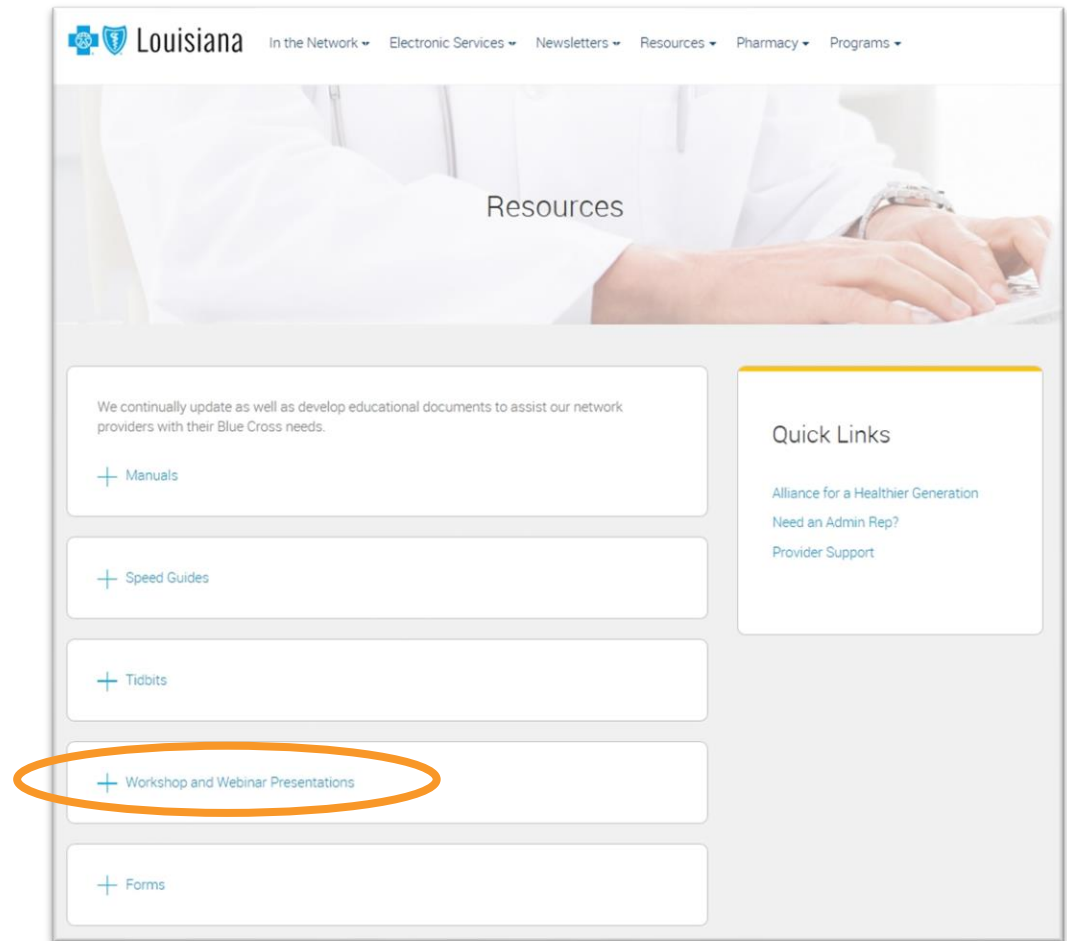 Louisiana In the Network Electronic Services Newsletters Resources Pharmacy Programs
Resources
We continually update as well as develop educational documents to assist our network
providers with their Blue Cross needs.
Manuals
Speed Guides
Tidbits
Workshop and Webinar Presentations
Forms
Quick Links
Alliance for a Healthier Generation
Need an Admin Rep?
Provider Support